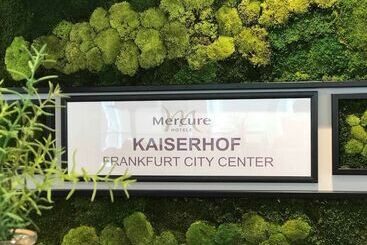 Mercure
HOTELS
KAISERHOF
FRANKFURT CITY CENTER